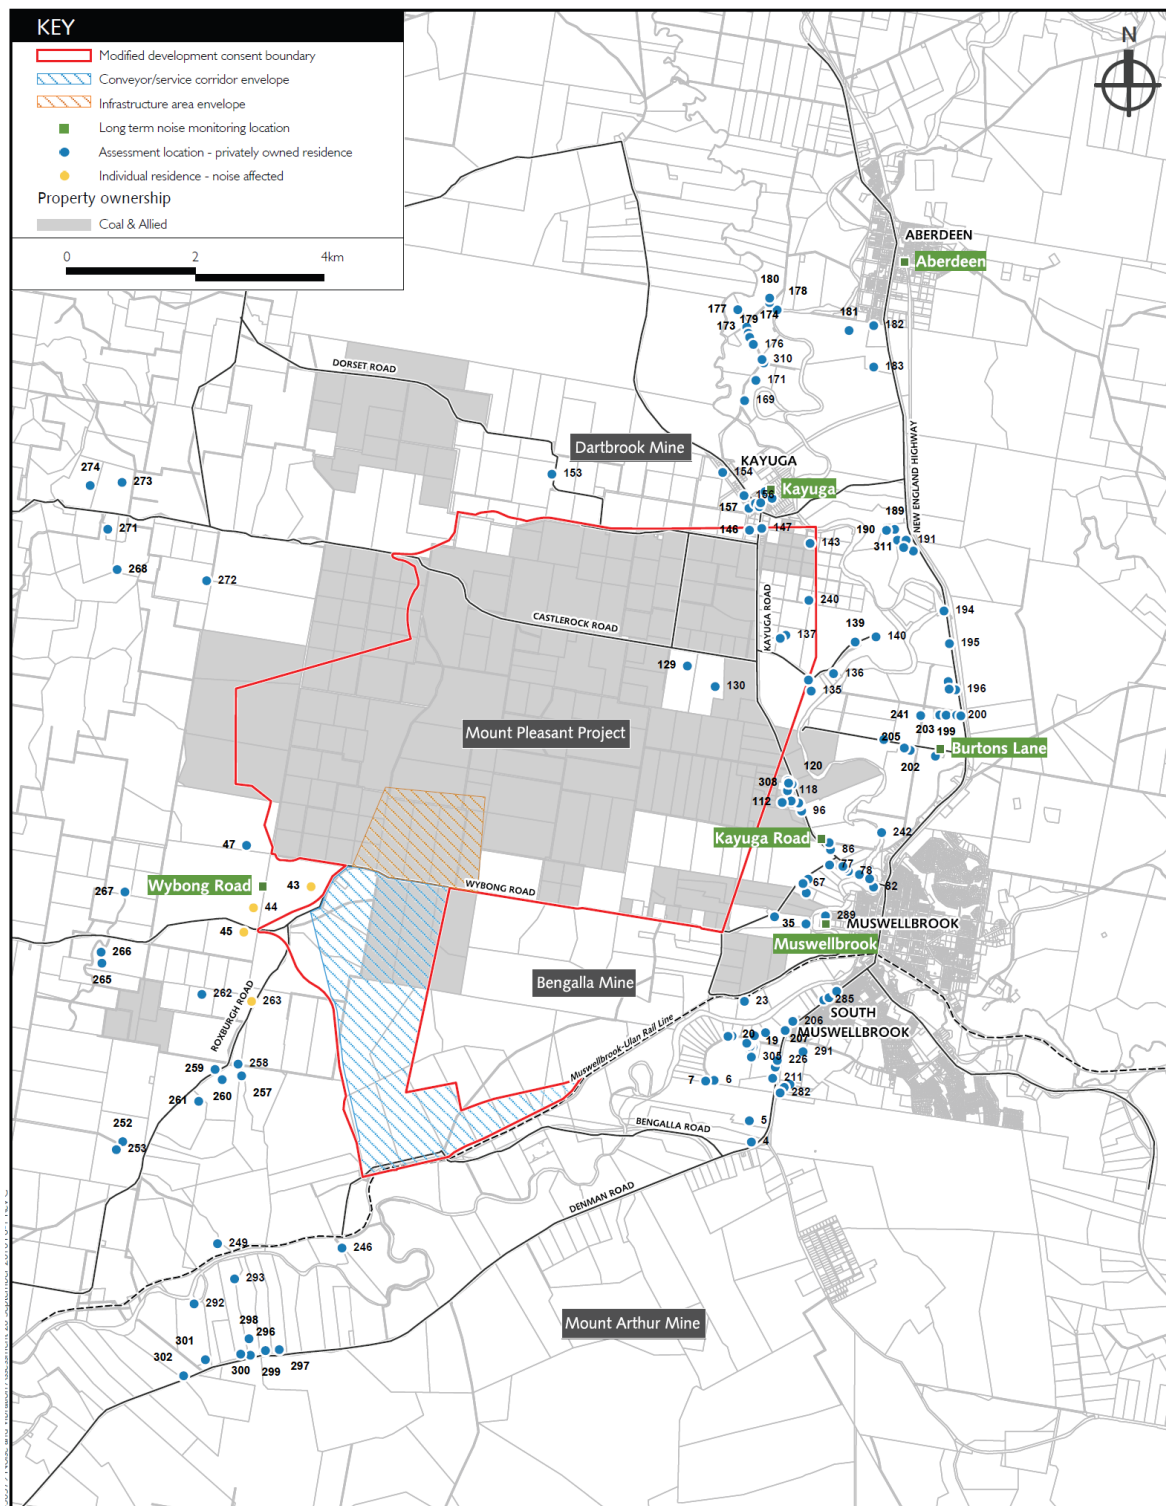 KEY
Modified development consent boundary
Conveyor/service corridor envelope
Infrastructure area envelope
Long term noise monitoring location
Assessment location - privately owned residence
Individual residence - noise affected
Property ownership
Coal & Allied
0 2 4km
N
ABERDEEN
Aberdeen
180
178
177
174
181
179
173
182
176
310
183
171
169
DORSET ROAD
NEW ENGLAND HIGHWAY
Dartbrook Mine
KAYUGA
154
153
274
273
Kayuga
157
189
190
146
147
191
271
143
311
268
272
240
194
CASTLEROCK ROAD
KAYUGA ROAD
139
137
140
195
129
136
130
135
196
241
203
199
200
Mount Pleasant Project
205
Burtons Lane
202
120
308
118
112
96
Kayuga Road
242
47
86
77
78
Wybong Road
43
WYBONG ROAD
67
82
267
44
289
35
MUSWELLBROOK
45
Muswellbrook
266
265
Bengalla Mine
262
263
23
285
ROXBURGH ROAD
SOUTH
MUSWELLBROOK
206
Muswellbrook-Ulan Rail Line
20
19
207
305
291
226
258
259
211
7
6
282
257
260
261
5
BENGALLA ROAD
252
253
4
DENMAN ROAD
249
246
293
292
Mount Arthur Mine
298
296
301
302
300
299
297